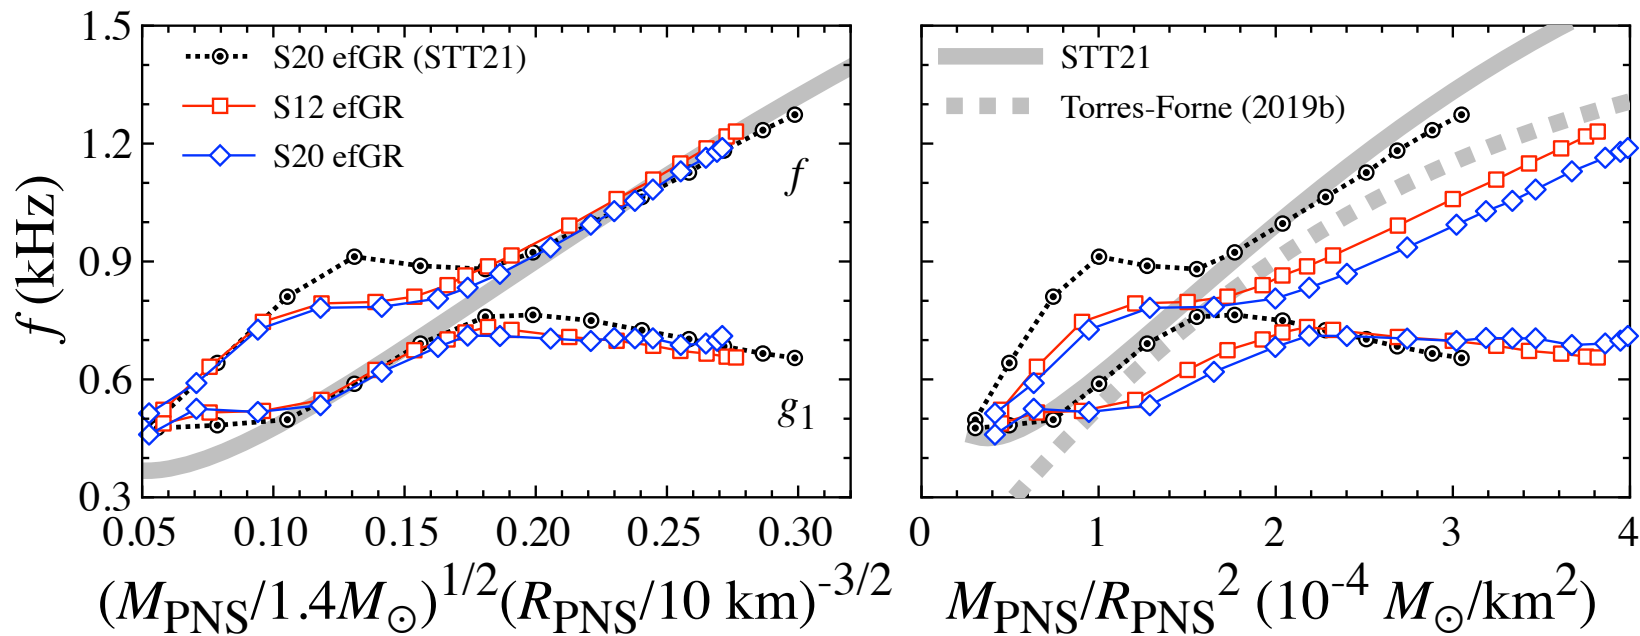 1.5
1.2
0.9
0.6
0.3
f (kHz)
S20 efGR (STT21)
S12 efGR
S20 efGR
f
g1
0.05 0.10 0.15 0.20 0.25 0.30
(MPNS/1.4M⊙)1/2(RPNS/10 km)-3/2
STT21
Torres-Forne (2019b)
0 1 2 3 4
MPNS/RPNS2 (10-4 M⊙/km2)